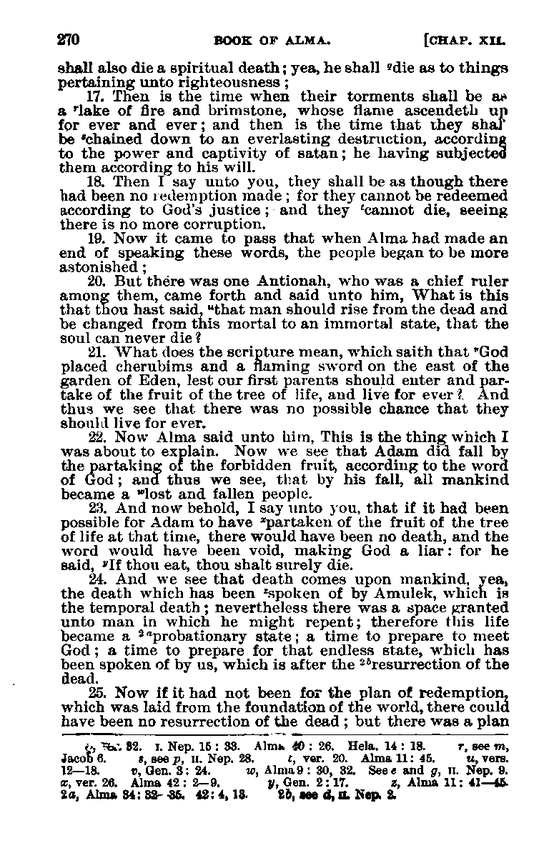 270 BOOK OF ALMA. [CHAP. XII.
shall also die a spiritual death; yea, he shall qdie as to things
pertaining unto righteousness;
17. Then is the time when their torments shall be as
a rlake of fire and brimstone, whose flame ascendeth up
for ever and ever; and then is the time that they shal
be schained down to an everlasting destruction, according
to the power and captivity of satan; he having subjected
them according to his will.
18. Then I say unto you, they shall be as though there
had been no redemption made; for they cannot be redeemed
according to God's justice; and they tcannot die, seeing
there is no more corruption.
19. Now it came to pass that when Alma had made an
end of speaking these words, the people began to be more
astonished;
20. But there was one Antionah, who was a chief ruler
among them, came forth and said unto him, What is this
that thou hast said, uthat man should rise from the dead and
be changed from this mortal to an immortal state, that the
soul can never die?
21. What does the scripture mean, which saith that vGod
placed cherubims and a flaming sword on the east of the
garden of Eden, lest our first parents should enter and par-
take of the fruit of the tree of life, and live for ever? And
thus we see that there was no possible chance that they
should live for ever.
22. Now Alma said unto him, This is the thing which I
was about to explain. Now we see that Adam did fall by
the partaking of the forbidden fruit, according to the word
of God; and thus we see, that by his fall, all mankind
became a wlost and fallen people.
23. And now behold, I say unto you, that if it had been
possible for Adam to have xpartaken of the fruit of the tree
of life at that time, there would have been no death, and the
word would have been void, making God a liar: for he
said, yIf thou eat, thou shalt surely die.
24. And we see that death comes upon mankind, yea,
the death which has been zspoken of by Amulek, which is
the temporal death; nevertheless there was a space granted
unto man in which he might repent; therefore this life
became a 2aprobationary state; a time to prepare to meet
God; a time to prepare for that endless state, which has
been spoken of by us, which is after the 2bresurrection of the
dead.
25. Now if it had not been for the plan of redemption,
which was laid from the foundation of the world, there could
have been no resurrection of the dead; but there was a plan
32. I. Nep. 15: 33. Alma 40: 26. Hela. 14: 18. r, see m,
Jacob 6. s, see p, II. Nep. 28. t, ver. 20. Alma 11: 45. u, vers.
12—18. v, Gen. 3: 24. w, Alma 9: 30, 32. See e and g, II. Nep. 9.
x, ver. 26. Alma 42: 2—9. y, Gen. 2: 17. z, Alma 11: 41—45.
2a, Alma 34: 32—35. 42: 4, 13. 2b, see d, II. Nep. 2.